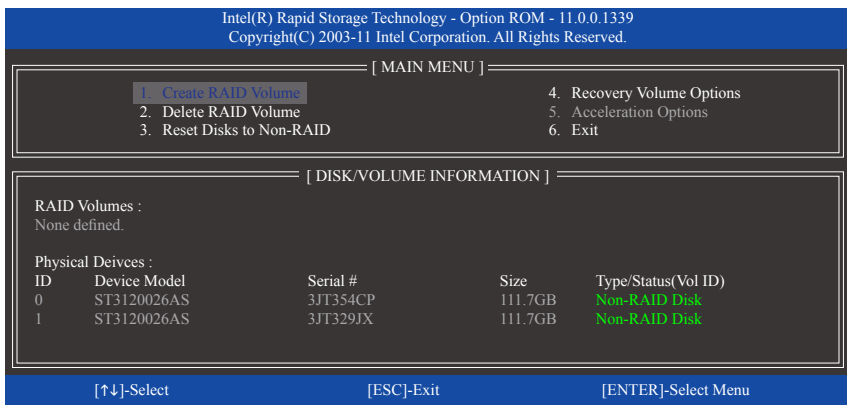 Intel(R) Rapid Storage Technology - Option ROM - 11.0.0.1339
Copyright(C) 2003-11 Intel Corporation. All Rights Reserved.
[ MAIN MENU ]
1. Create RAID Volume
2. Delete RAID Volume
3. Reset Disks to Non-RAID
4. Recovery Volume Options
5. Acceleration Options
6. Exit
[ DISK/VOLUME INFORMATION ]
RAID Volumes :
None defined.
Physical Deivces :
ID Device Model Serial # Size Type/Status(Vol ID)
0 ST3120026AS 3JT354CP 111.7GB Non-RAID Disk
1 ST3120026AS 3JT329JX 111.7GB Non-RAID Disk
[↑↓]-Select [ESC]-Exit [ENTER]-Select Menu